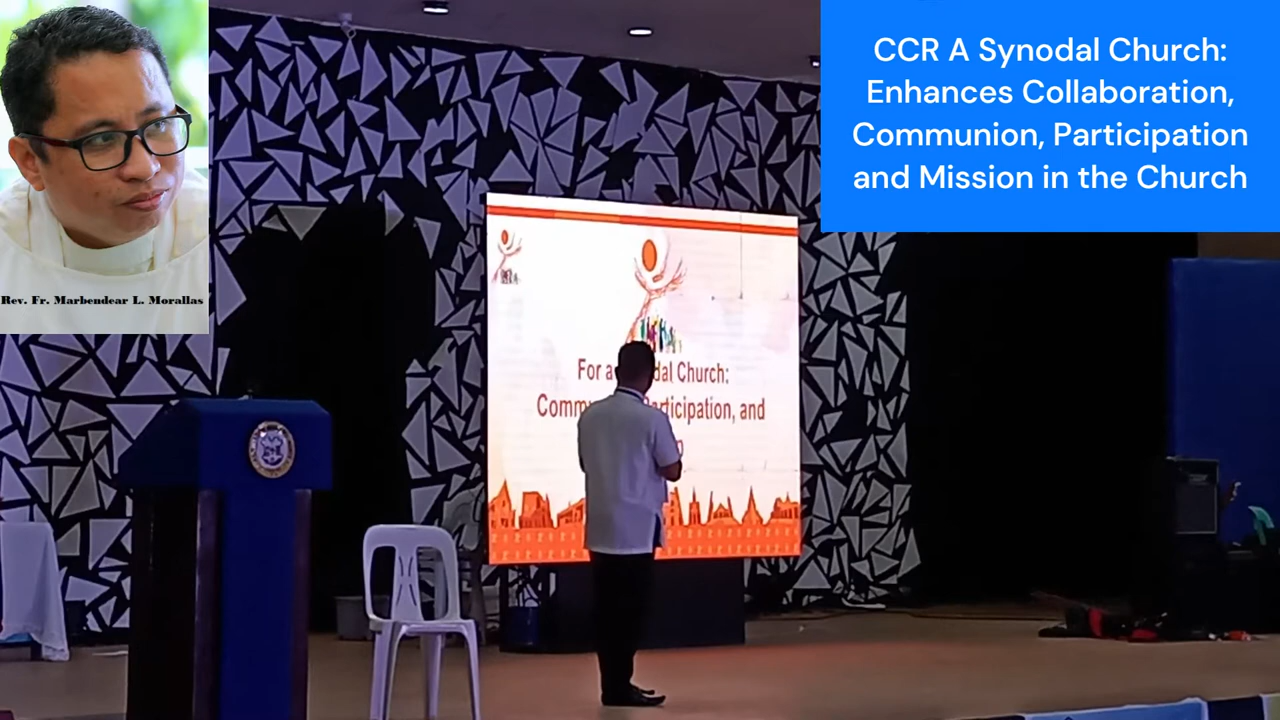 CCR A Synodal Church:
Enhances Collaboration,
Communion, Participation
and Mission in the Church
Rev. Fr. Marbendear L. Morallas
For a Church:
Participation, and